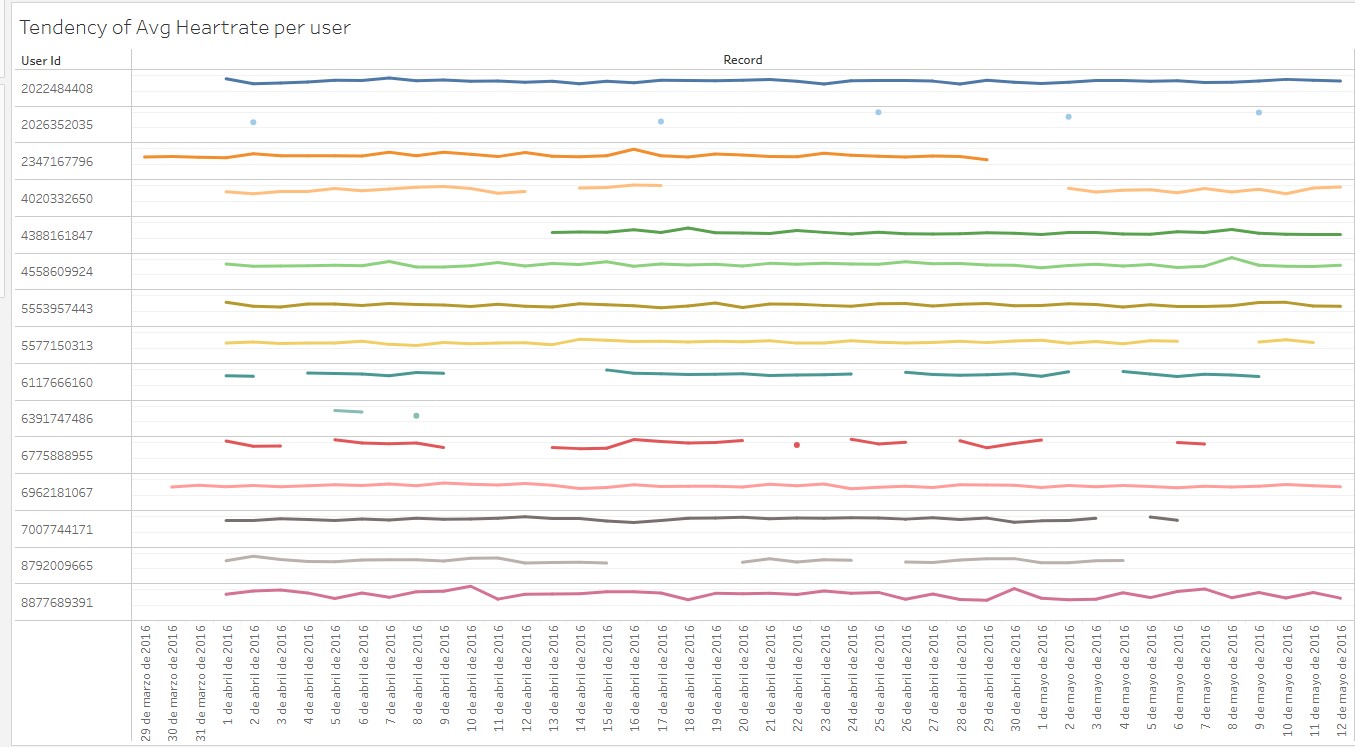 Tendency of Avg Heartrate per user
User Id
Record
2022484408
2026352035
2347167796
4020332650
4388161847
4558609924
5553957443
5577150313
6117666160
6391747486
6775888955
6962181067
7007744171
8792009665
8877689391
29 de marzo de 2016
30 de marzo de 2016
31 de marzo de 2016
1 de abril de 2016
2 de abril de 2016
3 de abril de 2016
4 de abril de 2016
5 de abril de 2016
6 de abril de 2016
7 de abril de 2016
8 de abril de 2016
9 de abril de 2016
10 de abril de 2016
11 de abril de 2016
12 de abril de 2016
13 de abril de 2016
14 de abril de 2016
15 de abril de 2016
16 de abril de 2016
17 de abril de 2016
18 de abril de 2016
19 de abril de 2016
20 de abril de 2016
21 de abril de 2016
22 de abril de 2016
23 de abril de 2016
24 de abril de 2016
25 de abril de 2016
26 de abril de 2016
27 de abril de 2016
28 de abril de 2016
29 de abril de 2016
30 de abril de 2016
1 de mayo de 2016
2 de mayo de 2016
3 de mayo de 2016
4 de mayo de 2016
5 de mayo de 2016
6 de mayo de 2016
7 de mayo de 2016
8 de mayo de 2016
9 de mayo de 2016
10 de mayo de 2016
11 de mayo de 2016
12 de mayo de 2016